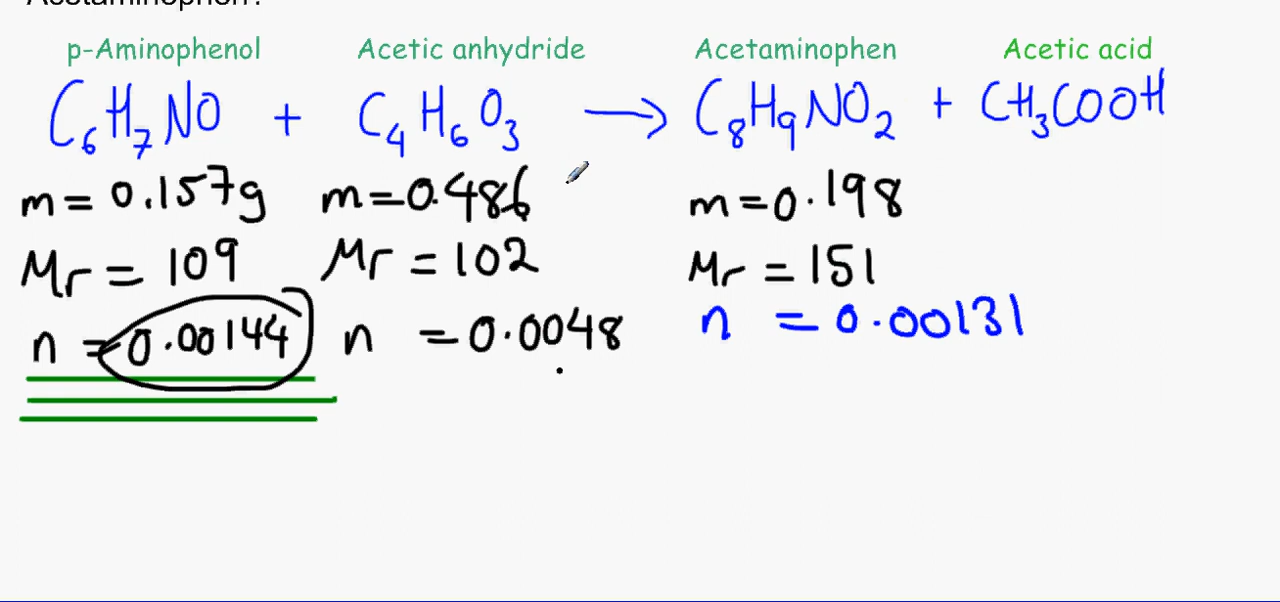 Acetaminophen?
p-Aminophenol Acetic anhydride Acetaminophen Acetic acid
C₆H₇NO + C₄H₆O₃ → C₈H₉NO₂ + CH₃COOH
m = 0.157g m = 0.486 m = 0.198
Mr = 109 Mr = 102 Mr = 151
n = 0.00144 n = 0.0048 n = 0.00131